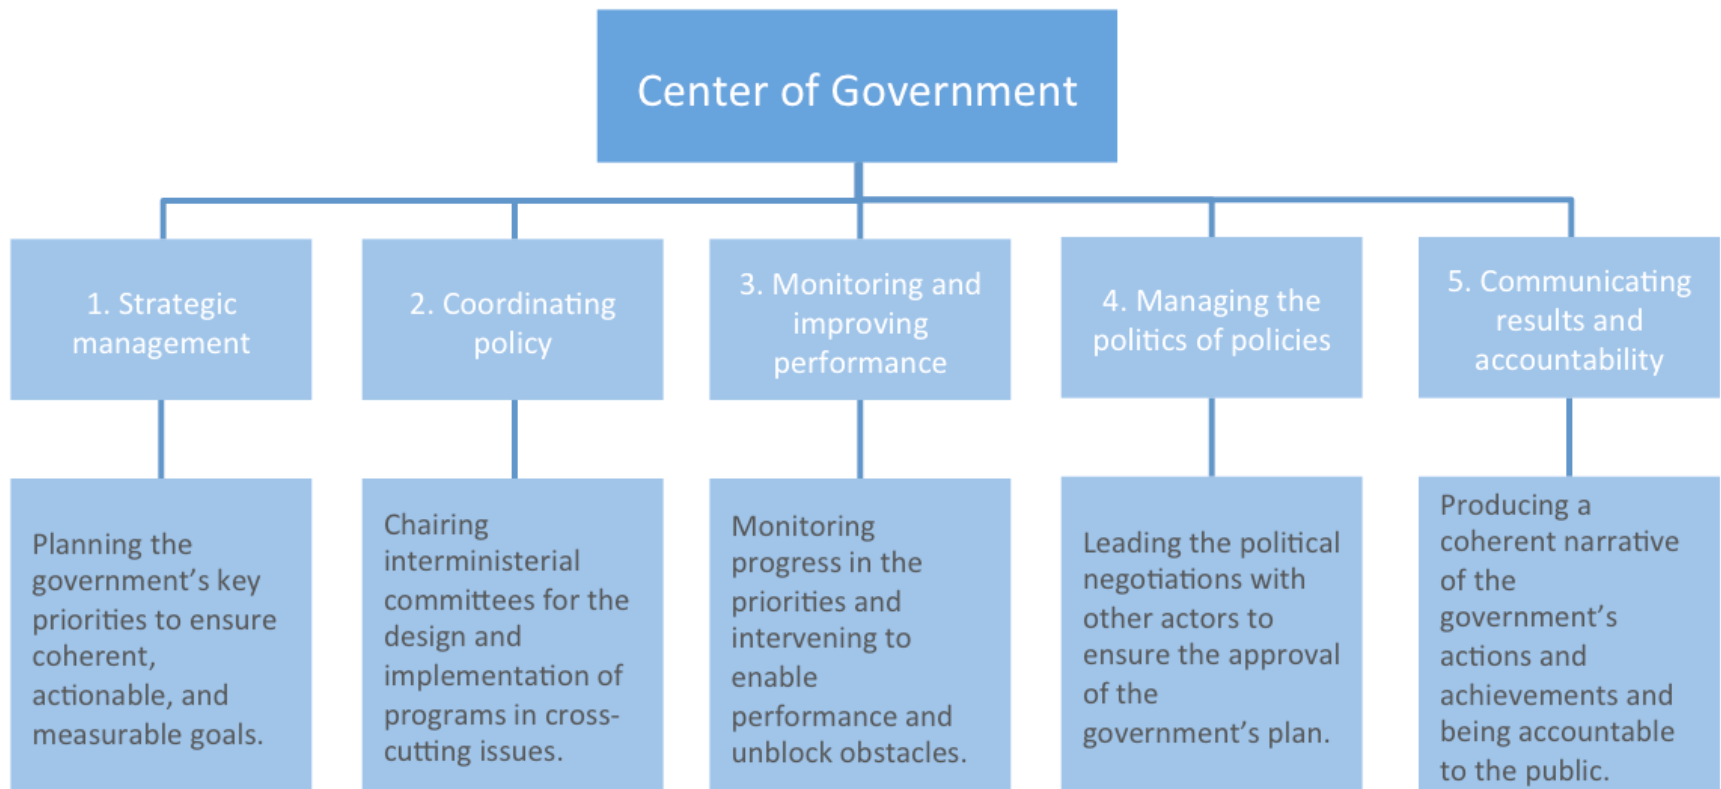 Center of Government
1. Strategic
management
2. Coordinating
policy
3. Monitoring and
improving
performance
4. Managing the
politics of policies
5. Communicating
results and
accountability
Planning the
government’s key
priorities to ensure
coherent,
actionable, and
measurable goals.
Chairing
interministerial
committees for the
design and
implementation of
programs in cross-
cutting issues.
Monitoring
progress in the
priorities and
intervening to
enable
performance and
unblock obstacles.
Leading the political
negotiations with
other actors to
ensure the approval
of the
government’s plan.
Producing a
coherent narrative
of the
government’s
actions and
achievements and
being accountable
to the public.